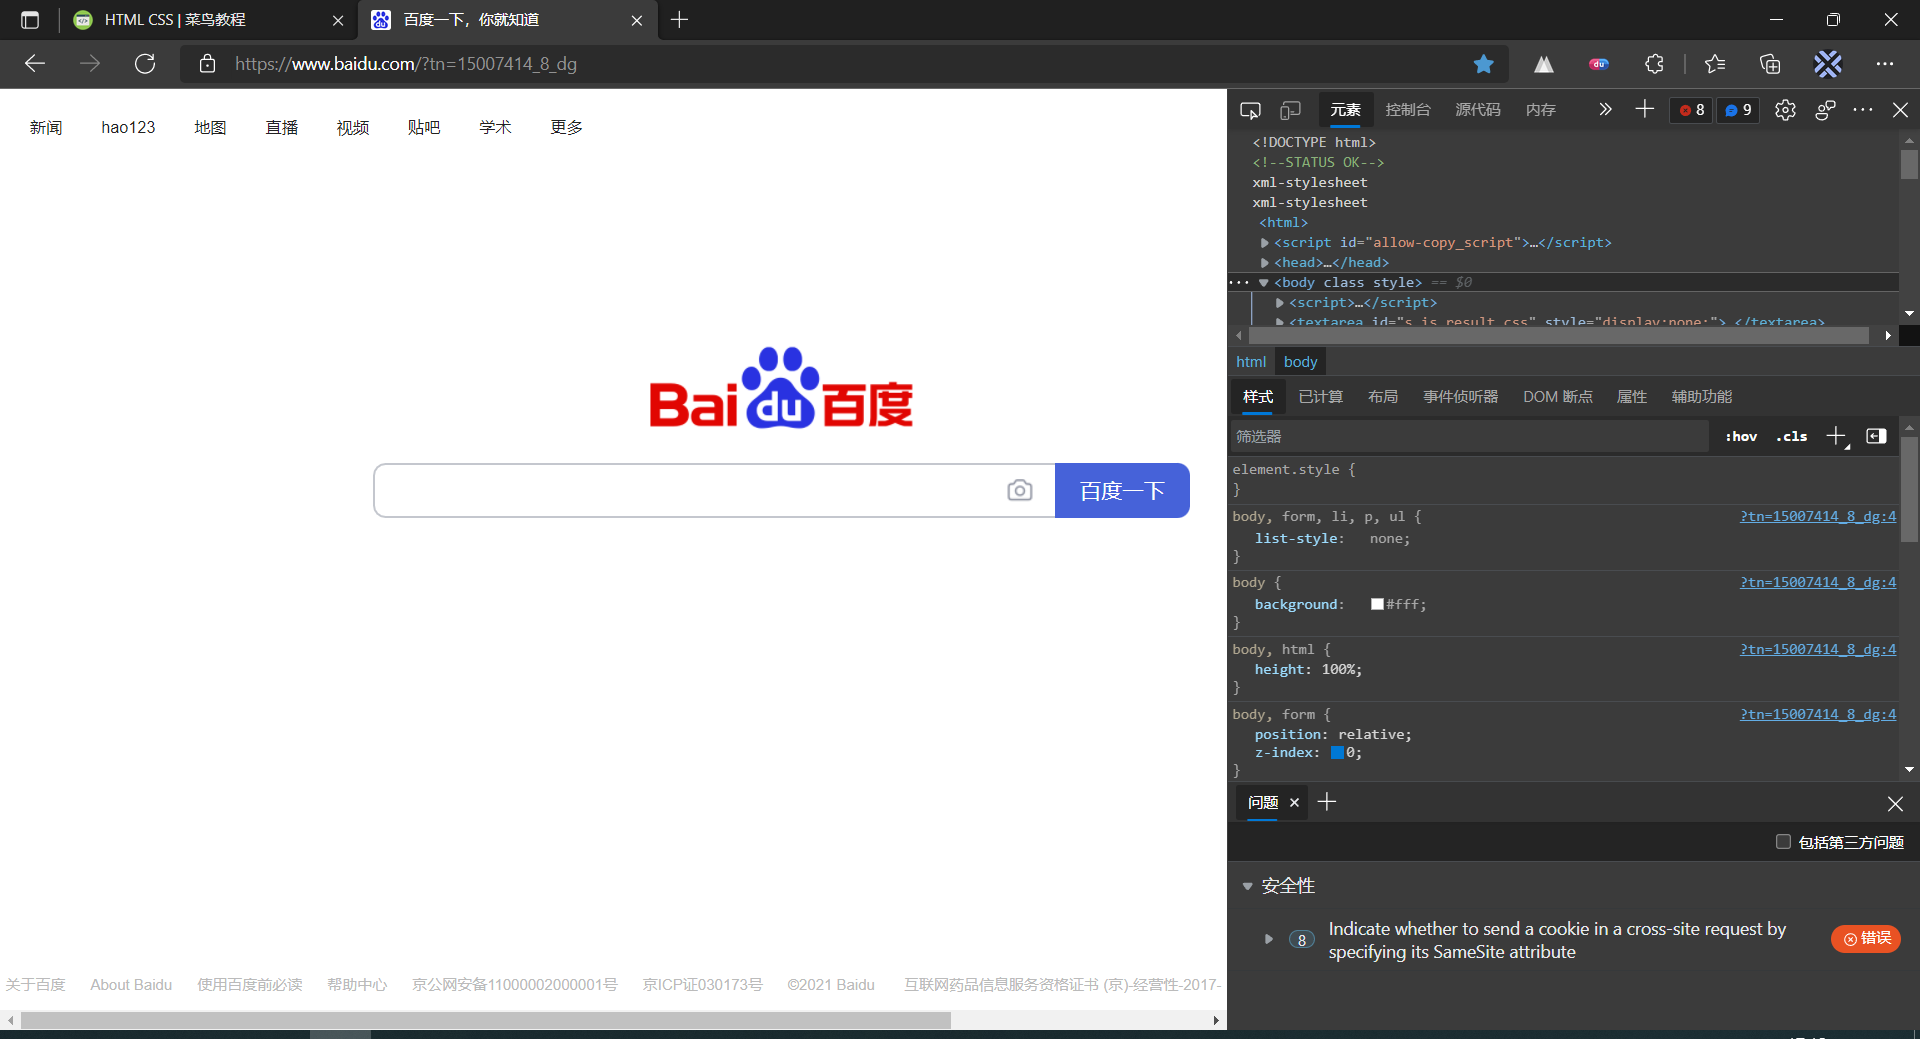 HTML CSS | 菜鸟教程
百度一下，你就知道
https://www.baidu.com/?tn=15007414_8_dg
新闻 hao123 地图 直播 视频 贴吧 学术 更多
Bai du 百度
百度一下
关于百度 About Baidu 使用百度前必读 帮助中心 京公网安备11000002000001号 京ICP证030173号 ©2021 Baidu 互联网药品信息服务资格证书 (京)-经营性-2017-
元素 控制台 源代码 内存 8 9
<!DOCTYPE html>
<!--STATUS OK-->
xml-stylesheet
xml-stylesheet
<html>
<script id="allow-copy_script">…</script>
<head>…</head>
<body class style> == $0
<script>…</script>
<textarea id="s_is_result_css" style="display:none;"> </textarea>
html body
样式 已计算 布局 事件侦听器 DOM 断点 属性 辅助功能
筛选器 :hov .cls
element.style {
}
body, form, li, p, ul { ?tn=15007414_8_dg:4
list-style: none;
}
body { ?tn=15007414_8_dg:4
background: #fff;
}
body, html { ?tn=15007414_8_dg:4
height: 100%;
}
body, form { ?tn=15007414_8_dg:4
position: relative;
z-index: 0;
}
问题
包括第三方问题
安全性
8 Indicate whether to send a cookie in a cross-site request by
specifying its SameSite attribute
错误